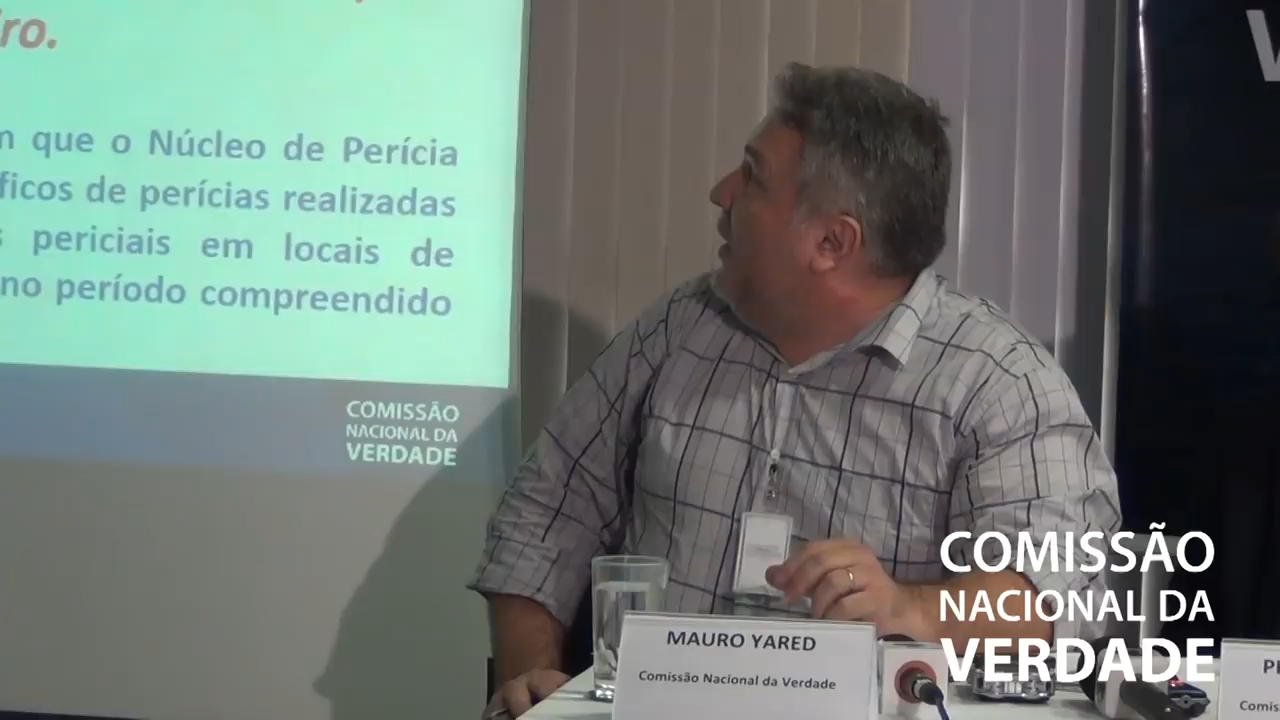 ro.
que o Núcleo de Perícia
ficos de perícias realizadas
periciais em locais de
no período compreendido
COMISSÃO
NACIONAL DA
VERDADE
MAURO YARED
Comissão Nacional da Verdade
COMISSÃO
NACIONAL DA
VERDADE
Comis